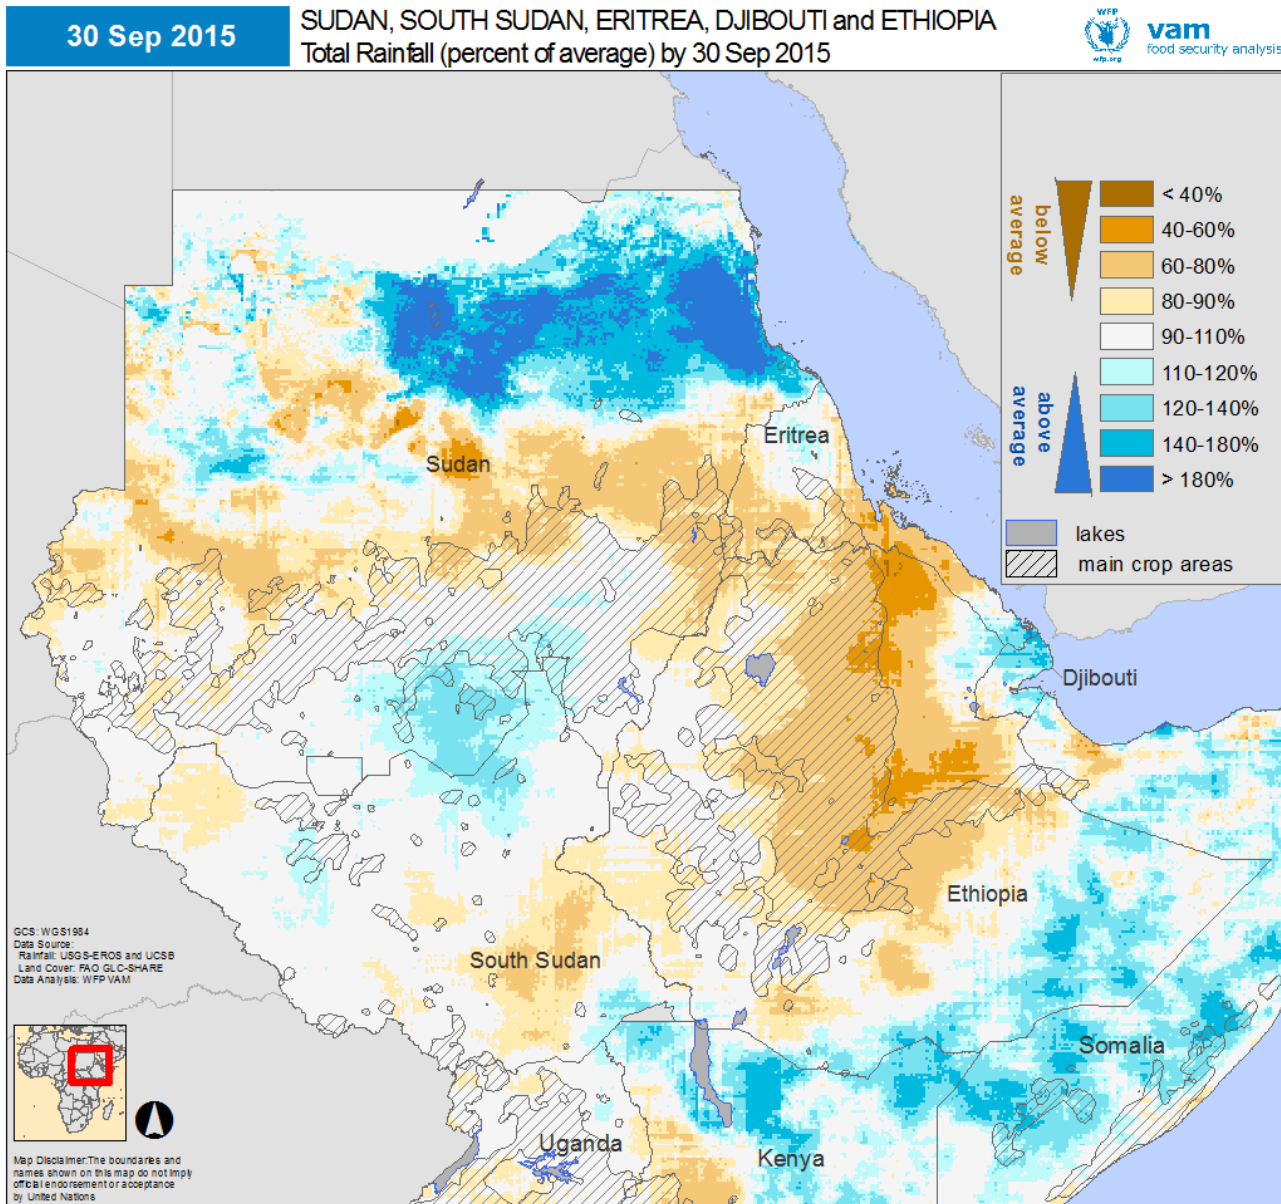 30 Sep 2015
SUDAN, SOUTH SUDAN, ERITREA, DJIBOUTI and ETHIOPIA
Total Rainfall (percent of average) by 30 Sep 2015
WFP
wfp.org
vam
food security analysis
below
average
< 40%
40-60%
60-80%
80-90%
90-110%
above
average
110-120%
120-140%
140-180%
> 180%
lakes
main crop areas
Eritrea
Sudan
Djibouti
Ethiopia
South Sudan
Somalia
Uganda
Kenya
GCS: WGS1984
Data Source:
Rainfall: USGS-EROS and UCSB
Land Cover: FAO GLC-SHARE
Data Analysis: WFP VAM
Map Disclaimer:The boundaries and
names shown on this map do not imply
official endorsement or acceptance
by United Nations